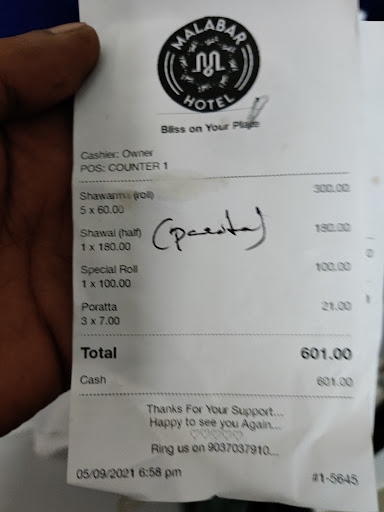 MALABAR
HOTEL
Bliss on Your Plate
Cashier: Owner
POS: COUNTER 1
Shawarma (roll) 300.00
5 x 60.00
Shawai (half) 180.00
1 x 180.00
(parota)
Special Roll 100.00
1 x 100.00
Poratta 21.00
3 x 7.00
Total 601.00
Cash 601.00
Thanks For Your Support...
Happy to see you Again...
♡♡♡♡♡
Ring us on 9037037910...
05/09/2021 6:58 pm #1-5645